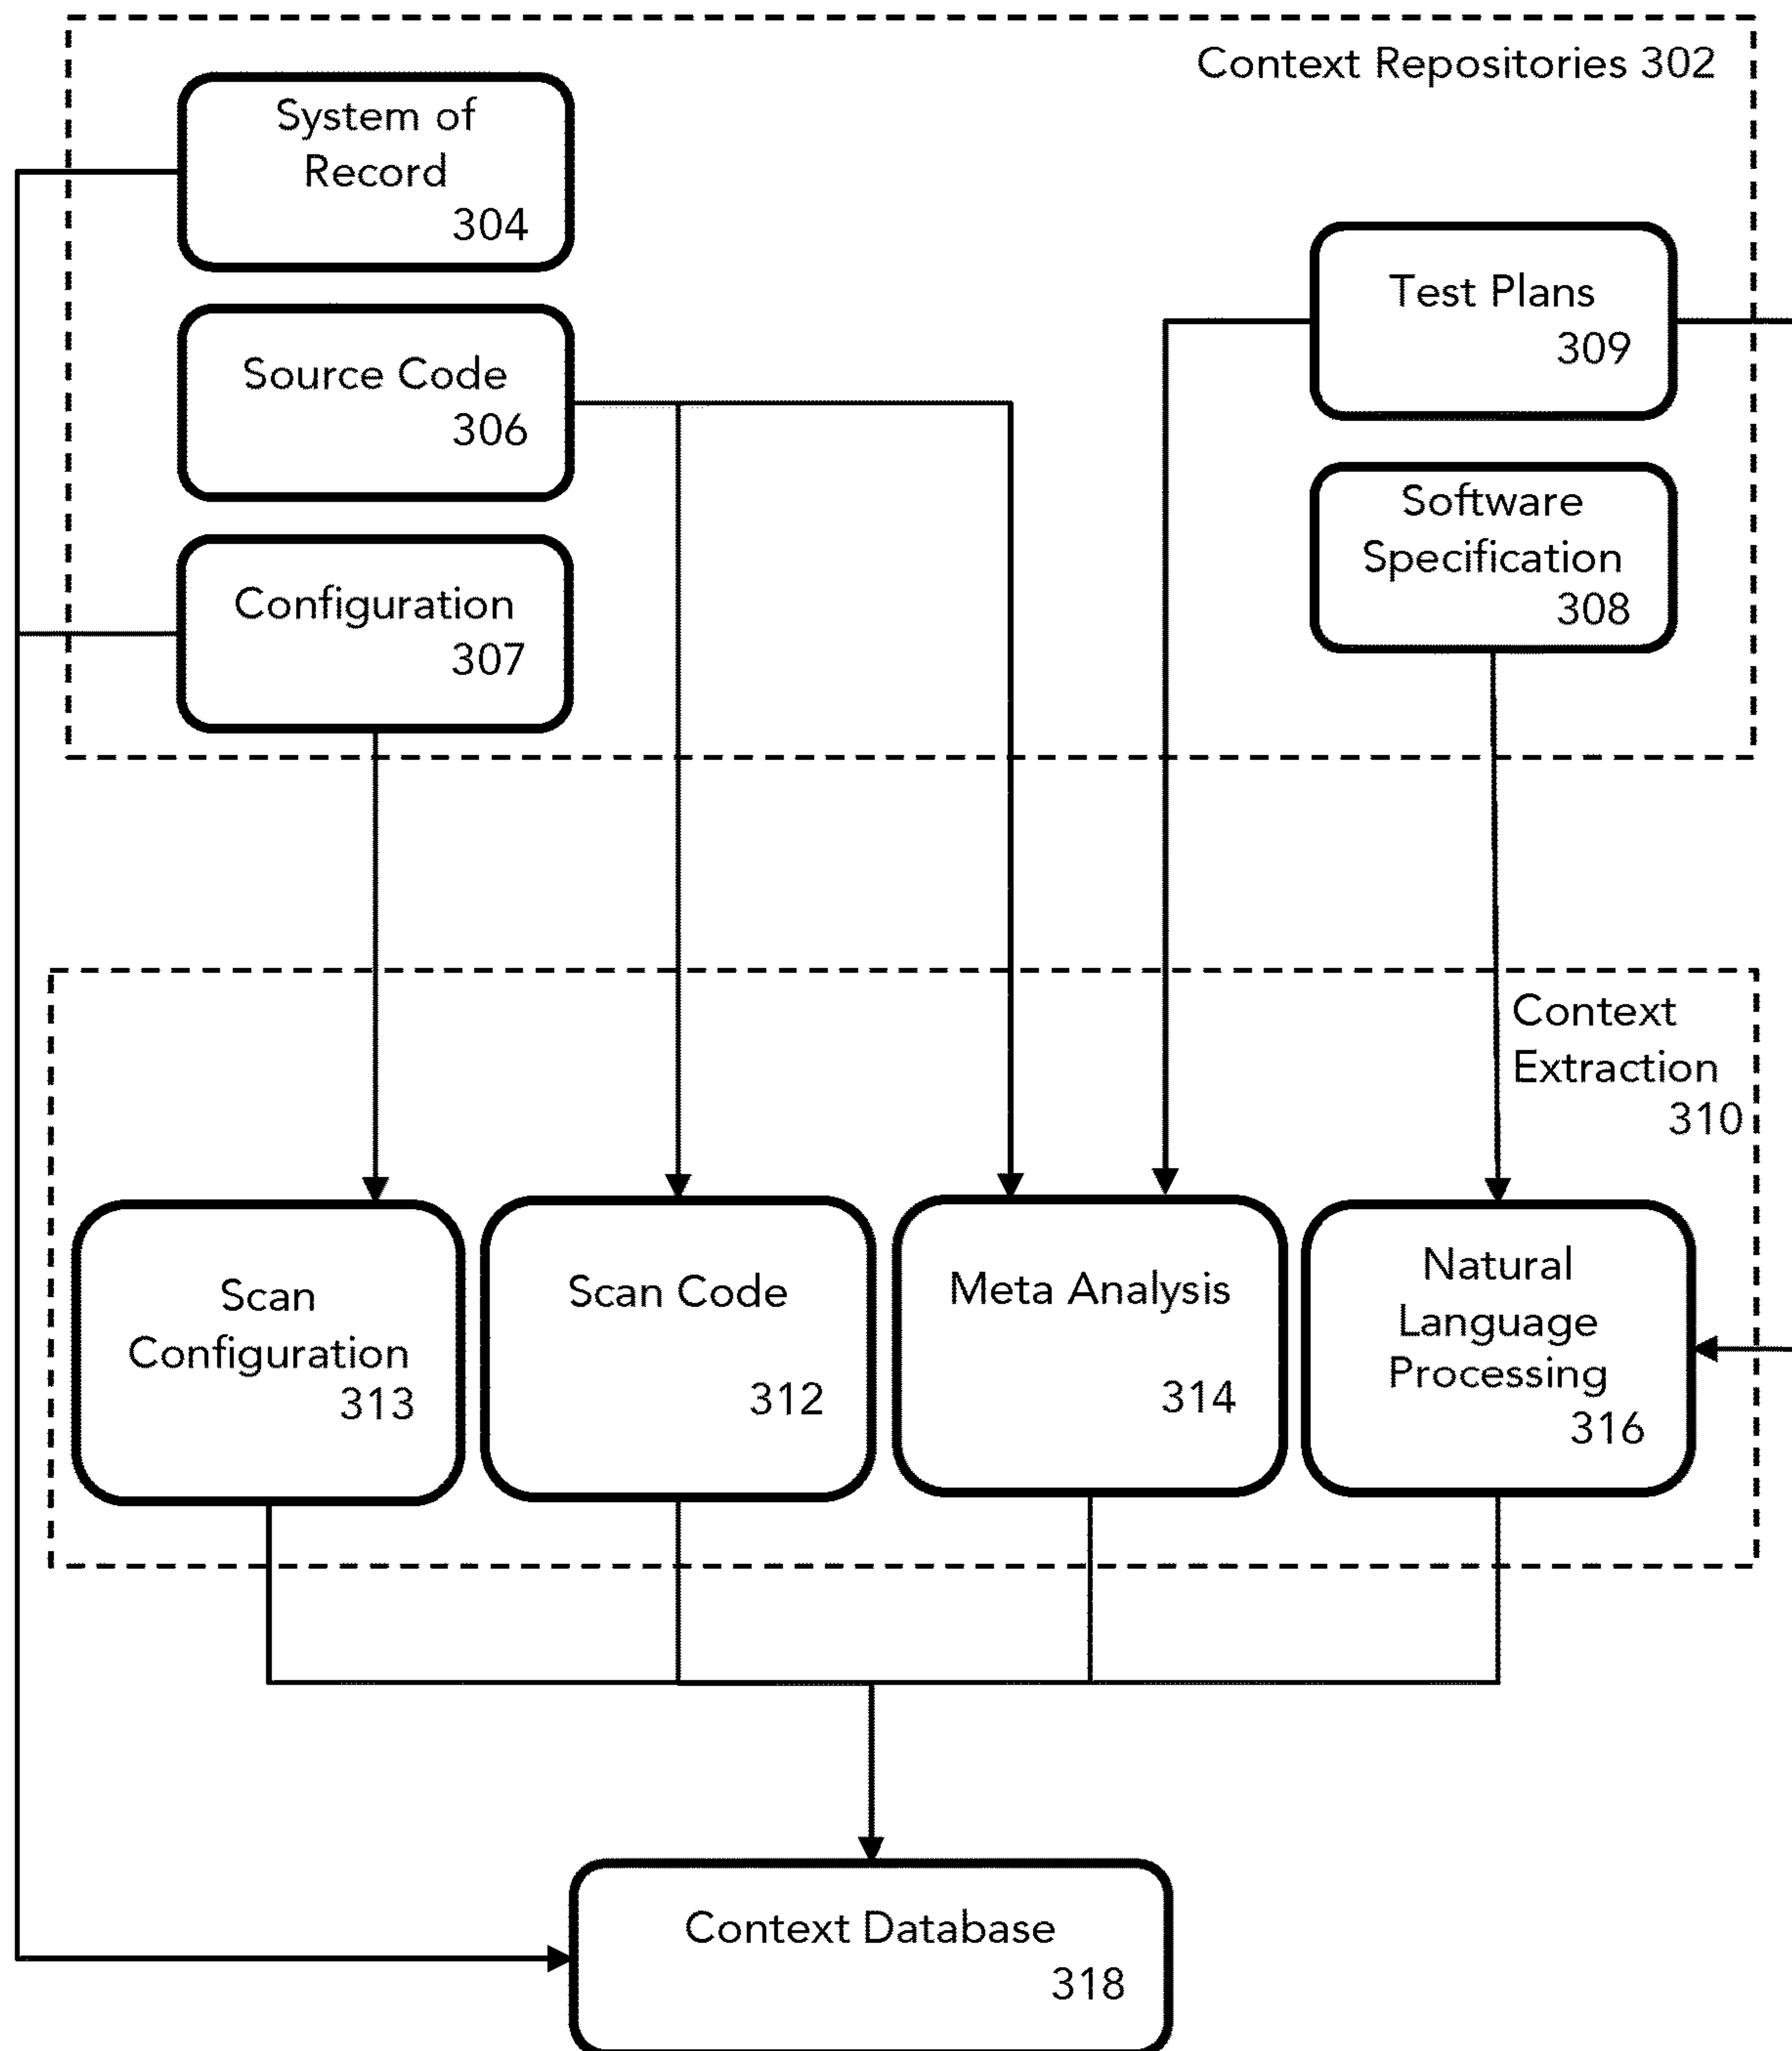 Context Repositories 302
System of
Record
304
Source Code
306
Configuration
307
Test Plans
309
Software
Specification
308
Context
Extraction
310
Scan
Configuration
313
Scan Code
312
Meta Analysis
314
Natural
Language
Processing
316
Context Database
318